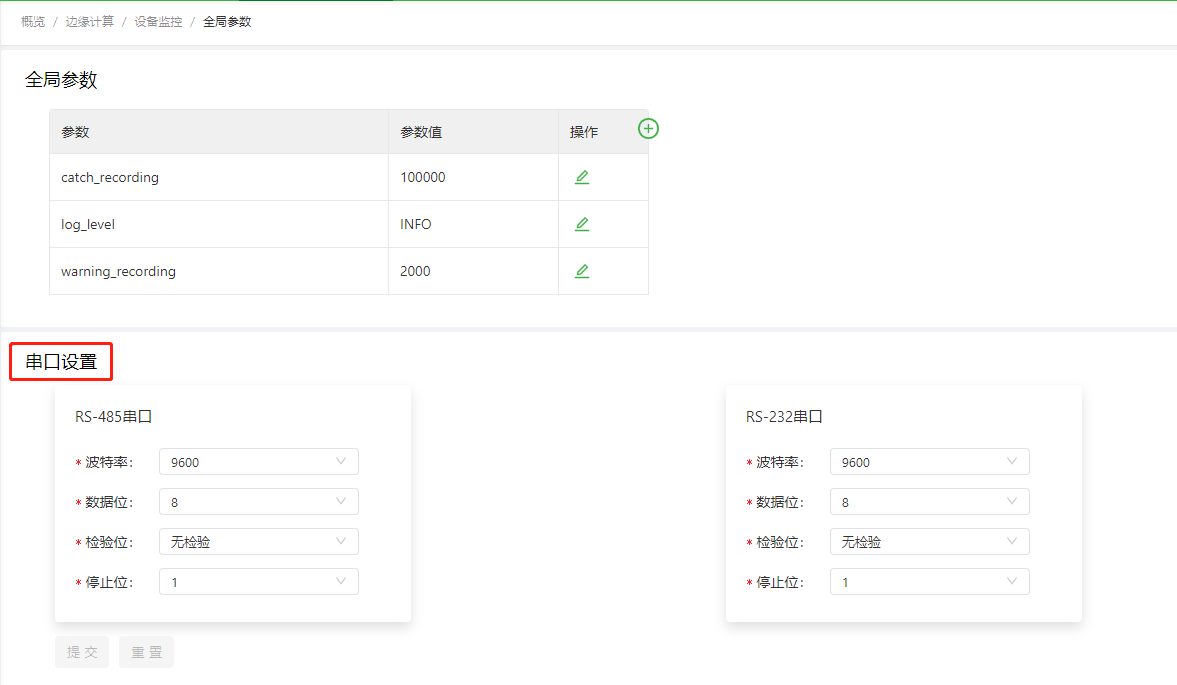 概览 / 边缘计算 / 设备监控 / 全局参数
全局参数
参数 参数值 操作
catch_recording 100000
log_level INFO
warning_recording 2000
串口设置
RS-485串口
* 波特率: 9600
* 数据位: 8
* 检验位: 无检验
* 停止位: 1
RS-232串口
* 波特率: 9600
* 数据位: 8
* 检验位: 无检验
* 停止位: 1
提 交 重 置